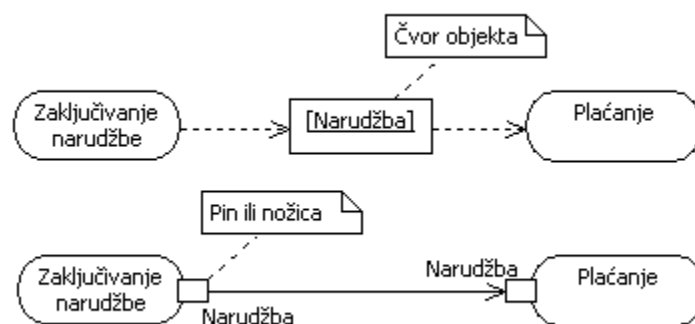 Čvor objekta
Zaključivanje
narudžbe
[Narudžba]
Plaćanje
Pin ili nožica
Zaključivanje
narudžbe
Narudžba
Narudžba
Plaćanje